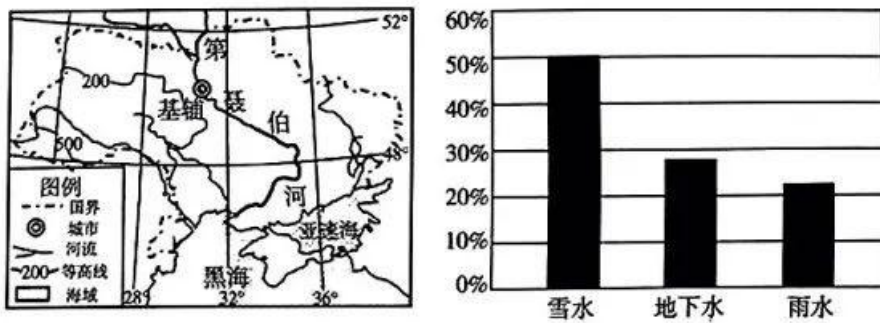 52°
第
200
基辅
聂
伯
500
48°
河
图例
国界
城市
河流
200 等高线
海域
亚速海
黑海
28°
32°
36°
60%
50%
40%
30%
20%
10%
0%
雪水
地下水
雨水